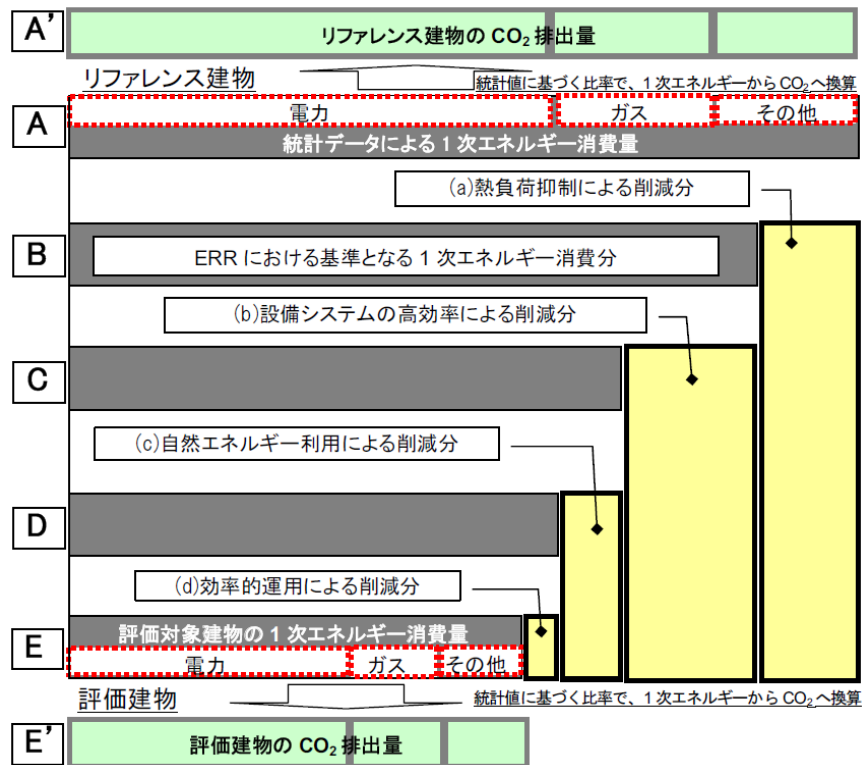 A’
リファレンス建物の CO₂ 排出量
リファレンス建物
統計値に基づく比率で、1 次エネルギーから CO₂ へ換算
A
電力
ガス
その他
統計データによる 1 次エネルギー消費量
(a)熱負荷抑制による削減分
B
ERR における基準となる 1 次エネルギー消費分
(b)設備システムの高効率による削減分
C
(c)自然エネルギー利用による削減分
D
(d)効率的運用による削減分
E
評価対象建物の 1 次エネルギー消費量
電力
ガス
その他
評価建物
統計値に基づく比率で、1 次エネルギーから CO₂ へ換算
E’
評価建物の CO₂ 排出量